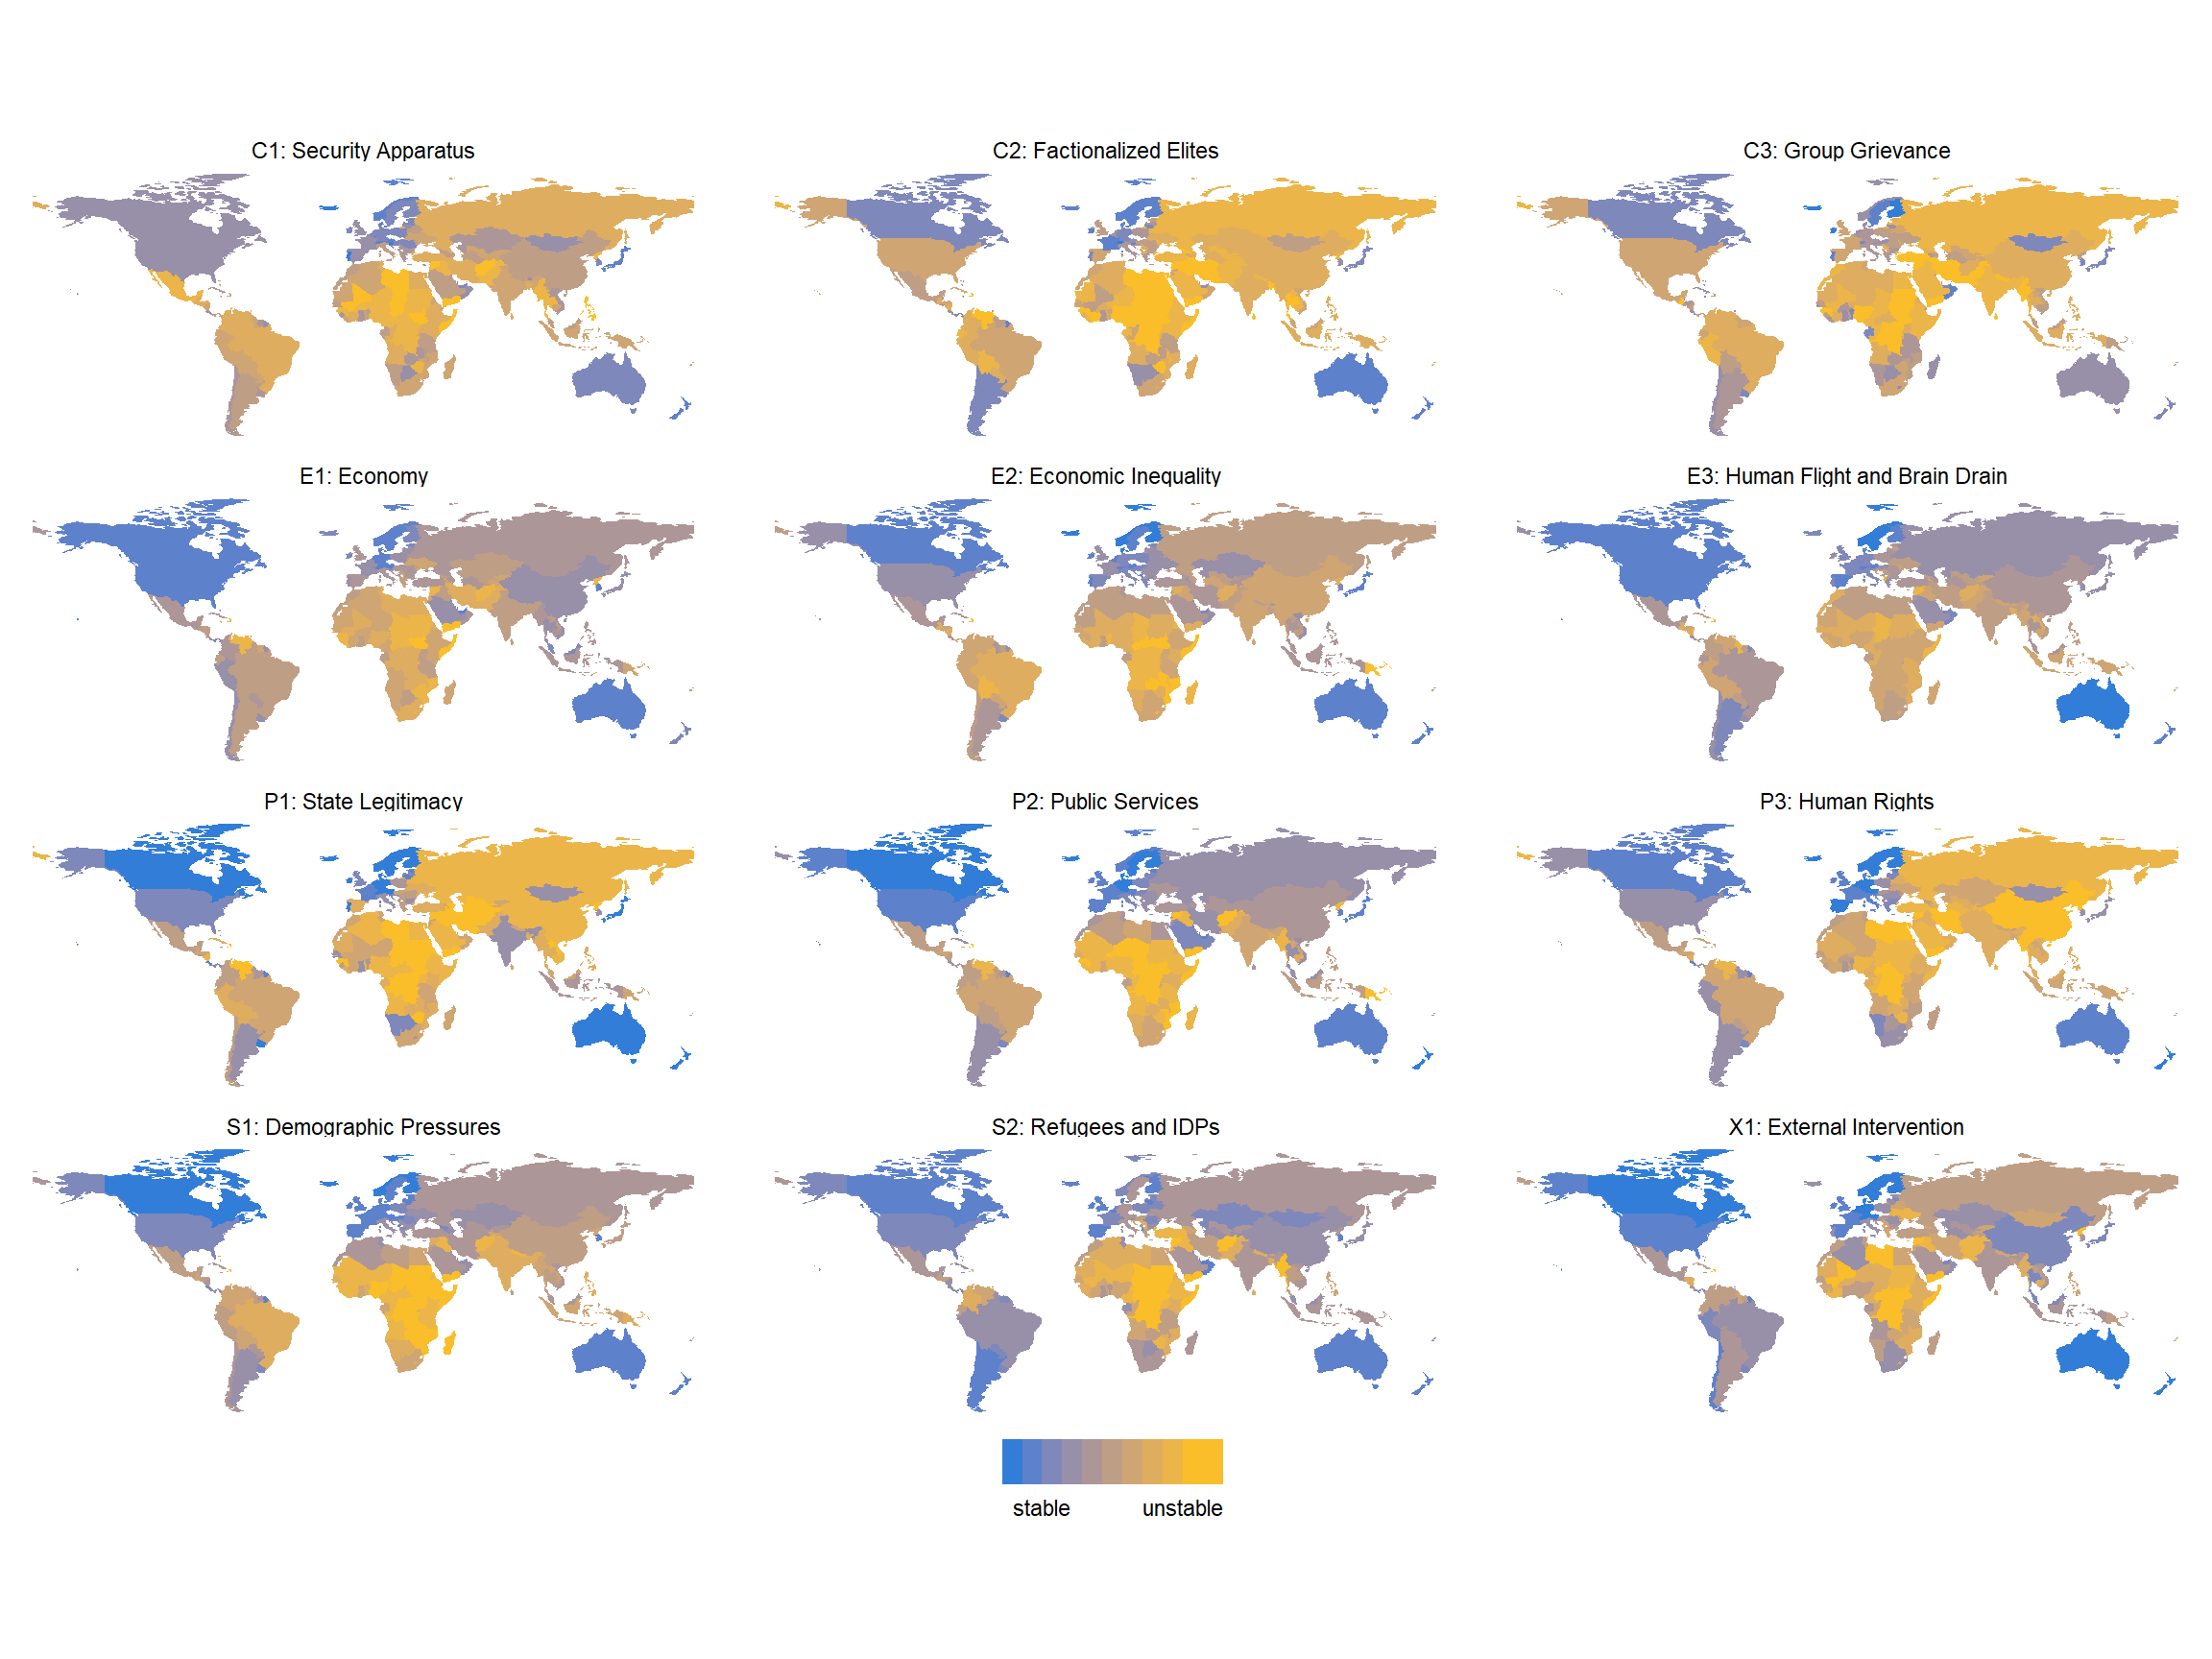 C1: Security Apparatus
C2: Factionalized Elites
C3: Group Grievance
E1: Economy
E2: Economic Inequality
E3: Human Flight and Brain Drain
P1: State Legitimacy
P2: Public Services
P3: Human Rights
S1: Demographic Pressures
S2: Refugees and IDPs
X1: External Intervention
stable
unstable